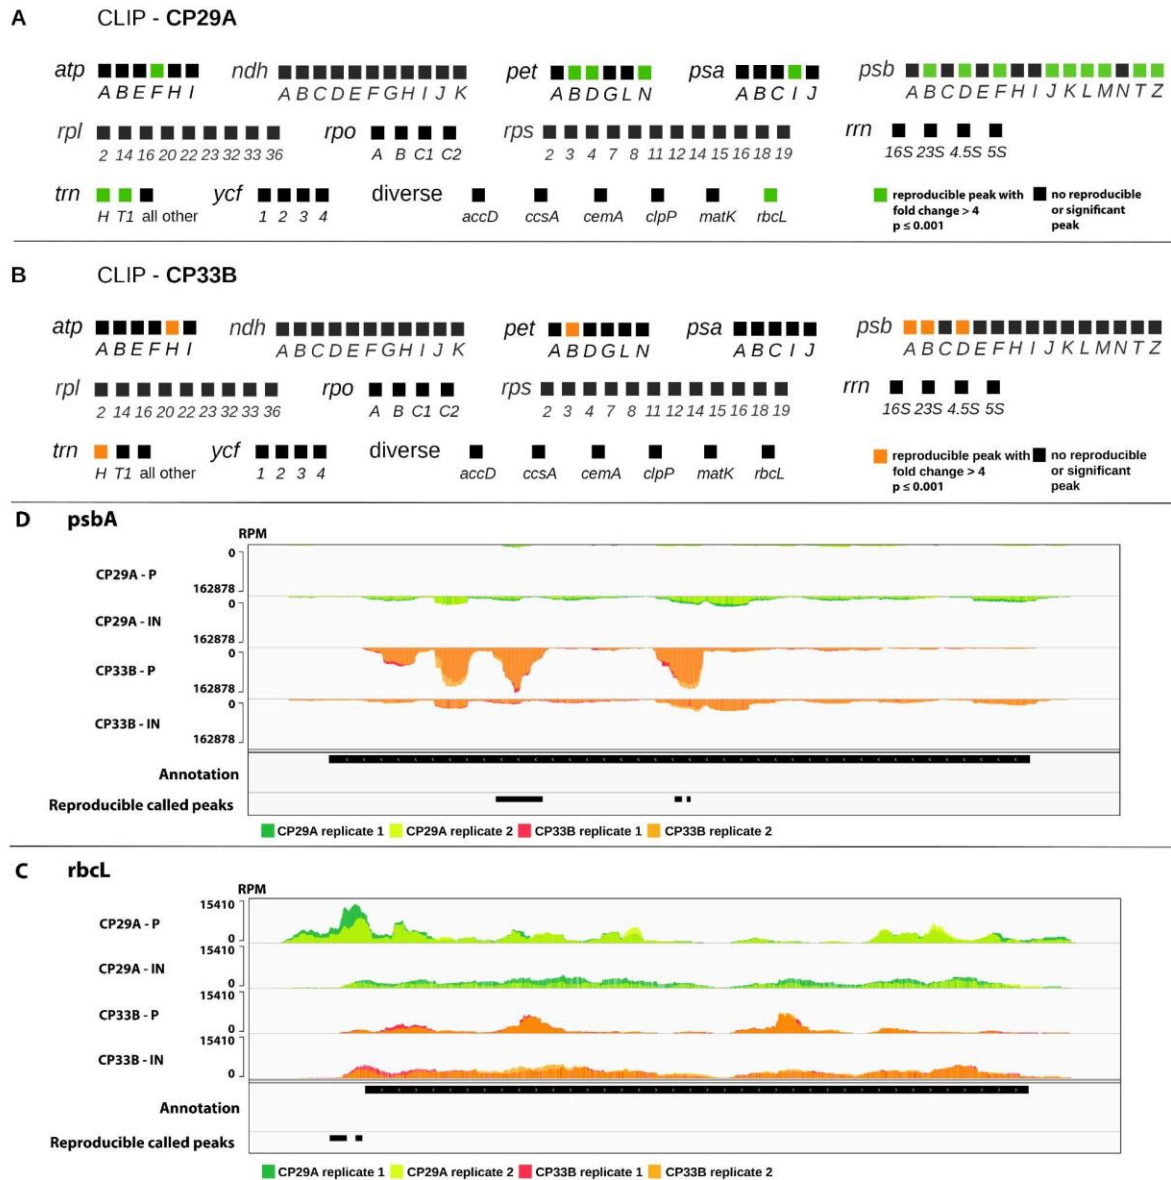 A CLIP - CP29A
atp ndh pet psa psb
A B E F H I A B C D E F G H I J K A B D G L N A B C I J A B C D E F H I J K L M N T Z
rpl rpo rps rrn
2 14 16 20 22 23 32 33 36 A B C1 C2 2 3 4 7 8 11 12 14 15 16 18 19 16S 23S 4.5S 5S
trn ycf diverse
H T1 all other 1 2 3 4 accD ccsA cemA clpP matK rbcL
reproducible peak with fold change > 4 p ≤ 0.001
no reproducible or significant peak
B CLIP - CP33B
atp ndh pet psa psb
A B E F H I A B C D E F G H I J K A B D G L N A B C I J A B C D E F H I J K L M N T Z
rpl rpo rps rrn
2 14 16 20 22 23 32 33 36 A B C1 C2 2 3 4 7 8 11 12 14 15 16 18 19 16S 23S 4.5S 5S
trn ycf diverse
H T1 all other 1 2 3 4 accD ccsA cemA clpP matK rbcL
reproducible peak with fold change > 4 p ≤ 0.001
no reproducible or significant peak
D psbA
RPM
0
CP29A - P
162878
0
CP29A - IN
162878
0
CP33B - P
162878
0
CP33B - IN
162878
Annotation
Reproducible called peaks
CP29A replicate 1 CP29A replicate 2 CP33B replicate 1 CP33B replicate 2
C rbcL
RPM
15410
CP29A - P
0
15410
CP29A - IN
0
15410
CP33B - P
0
15410
CP33B - IN
0
Annotation
Reproducible called peaks
CP29A replicate 1 CP29A replicate 2 CP33B replicate 1 CP33B replicate 2